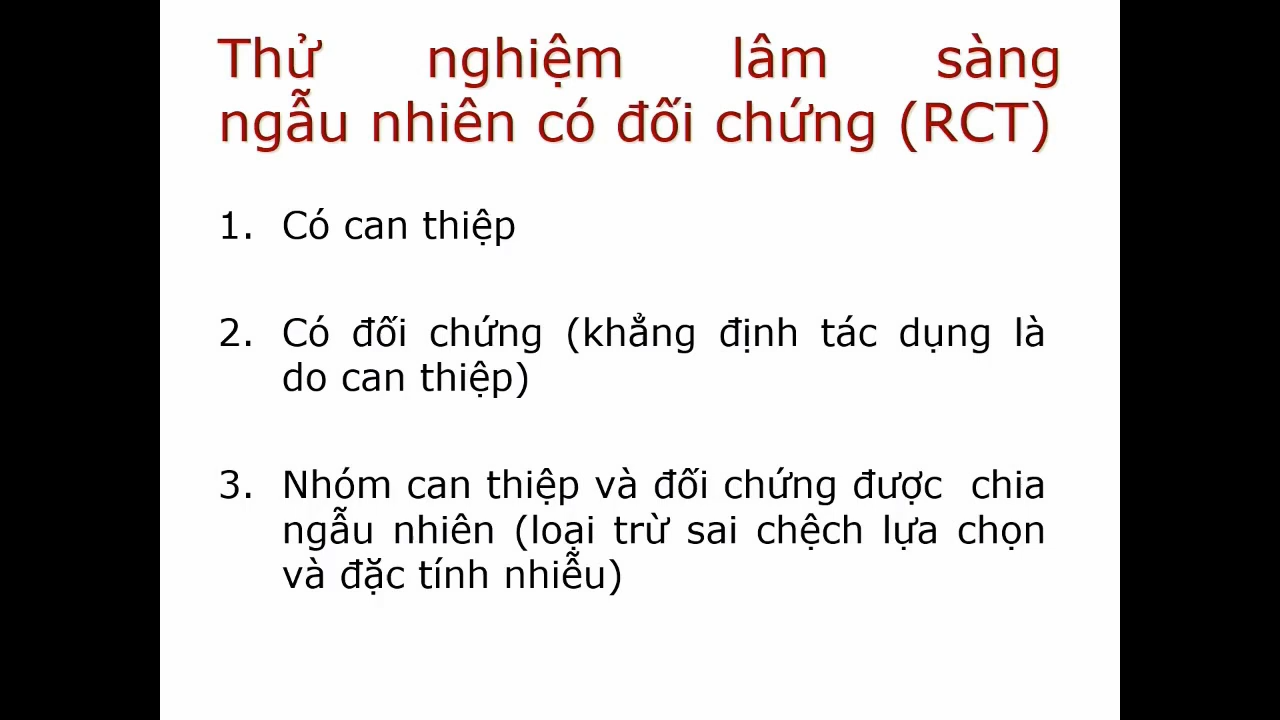 Thử nghiệm lâm sàng
ngẫu nhiên có đối chứng (RCT)
1. Có can thiệp
2. Có đối chứng (khẳng định tác dụng là
do can thiệp)
3. Nhóm can thiệp và đối chứng được chia
ngẫu nhiên (loại trừ sai chệch lựa chọn
và đặc tính nhiễu)